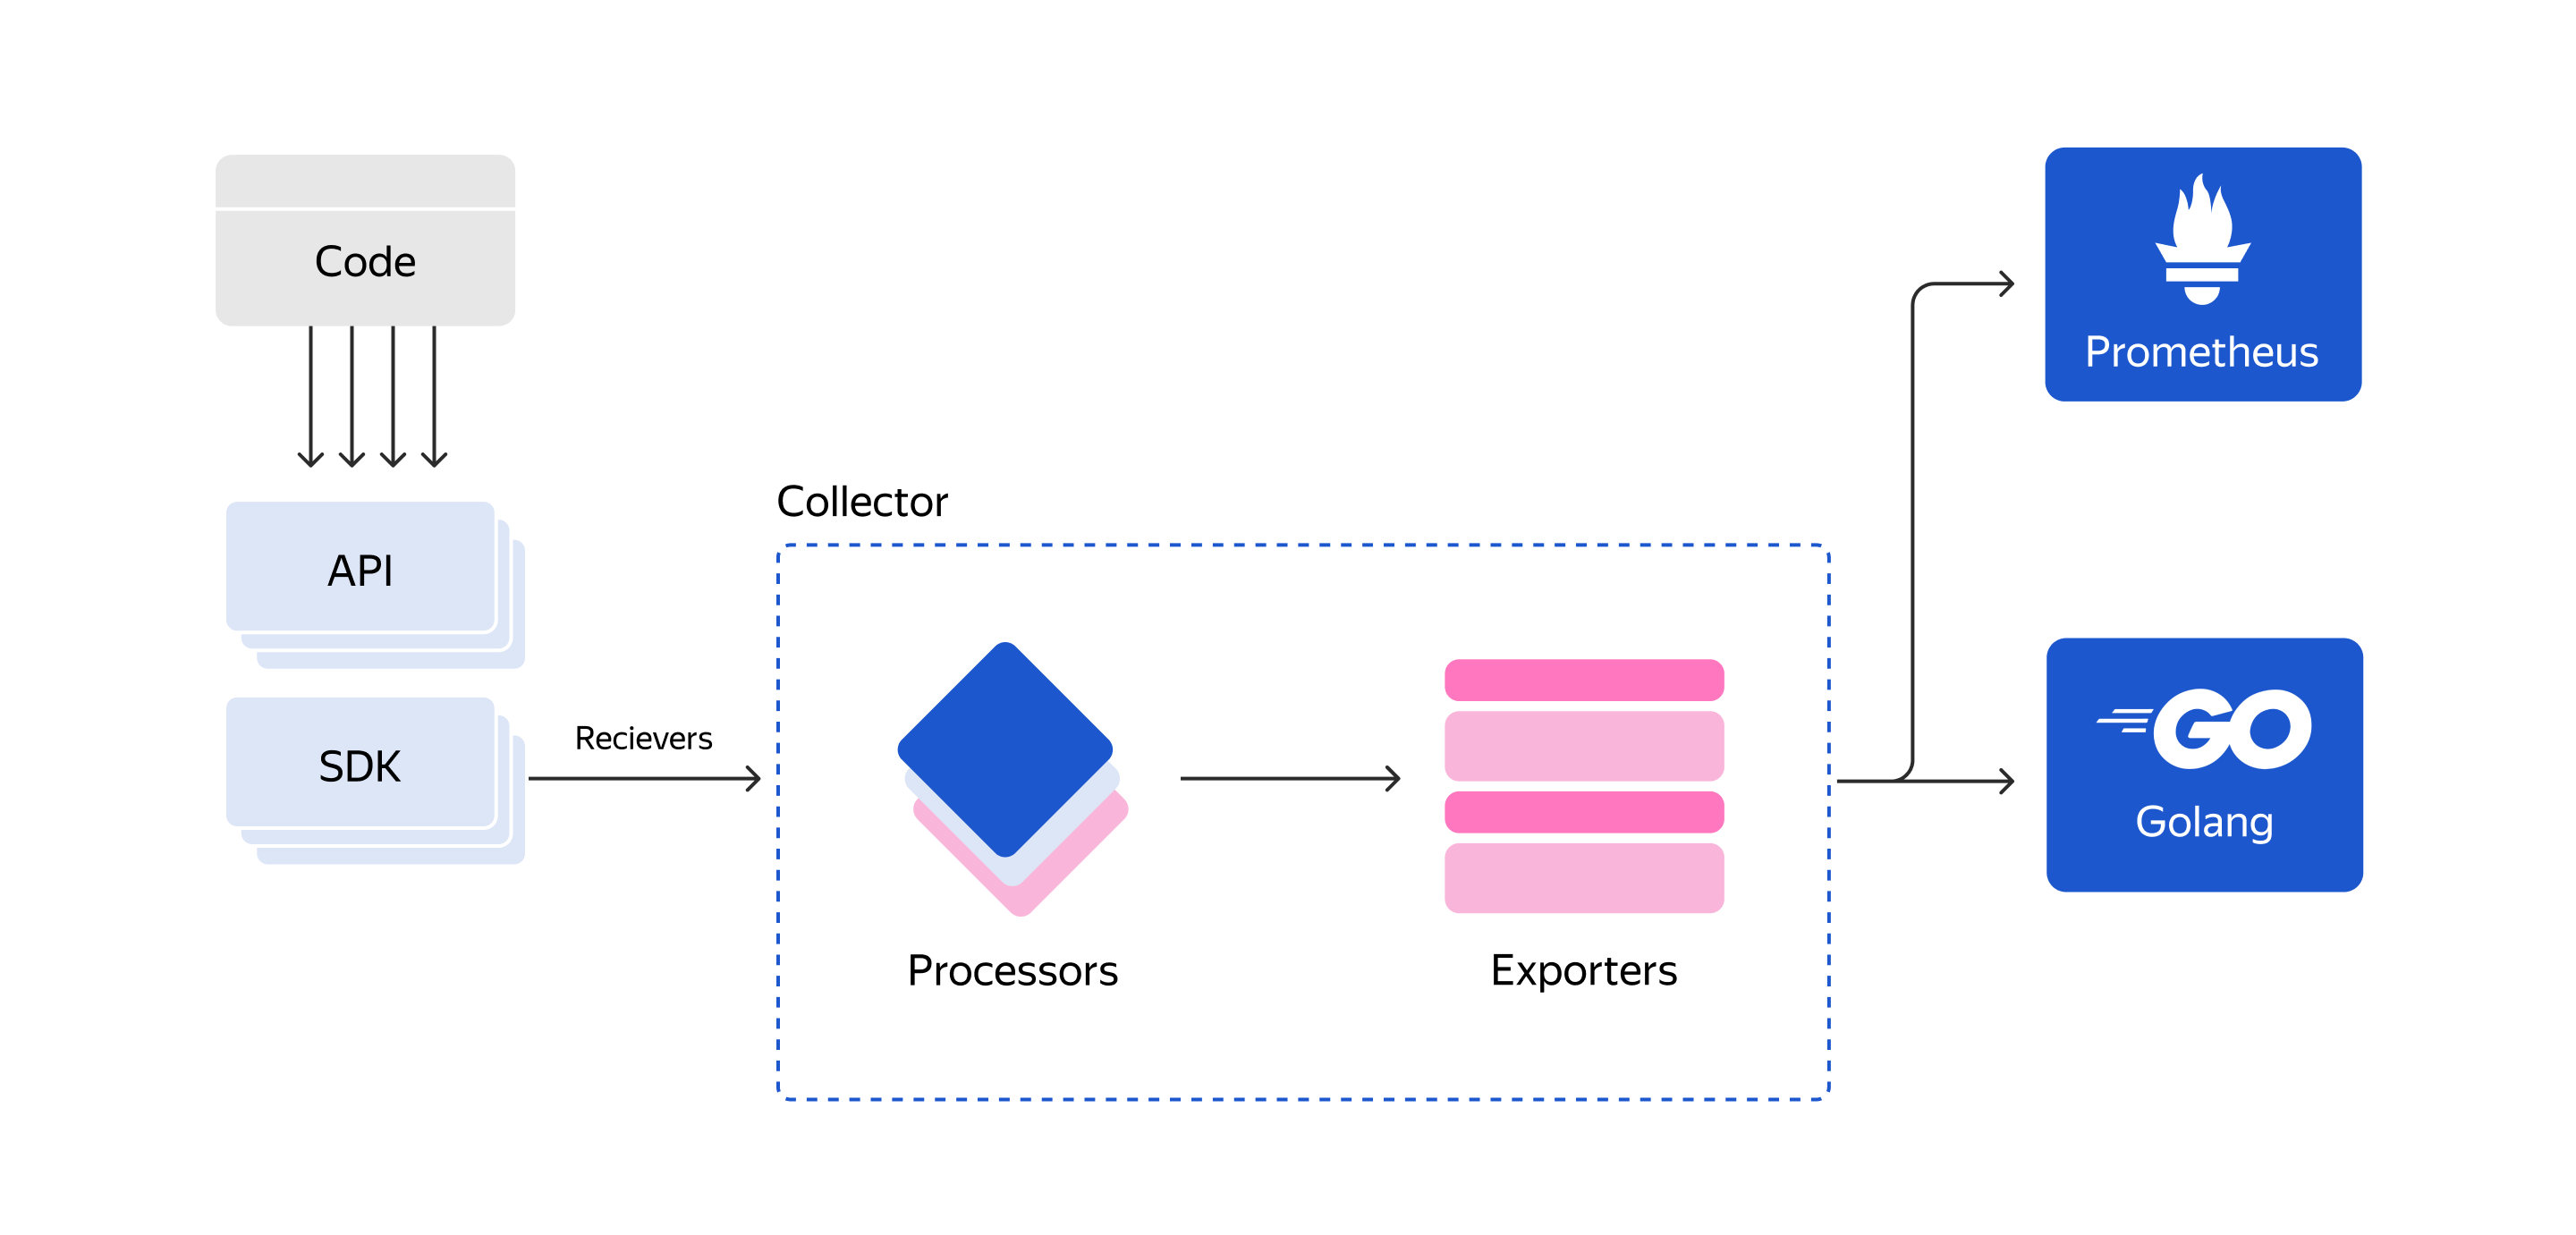 Code
API
SDK
Recievers
Collector
Processors
Exporters
Prometheus
GO
Golang